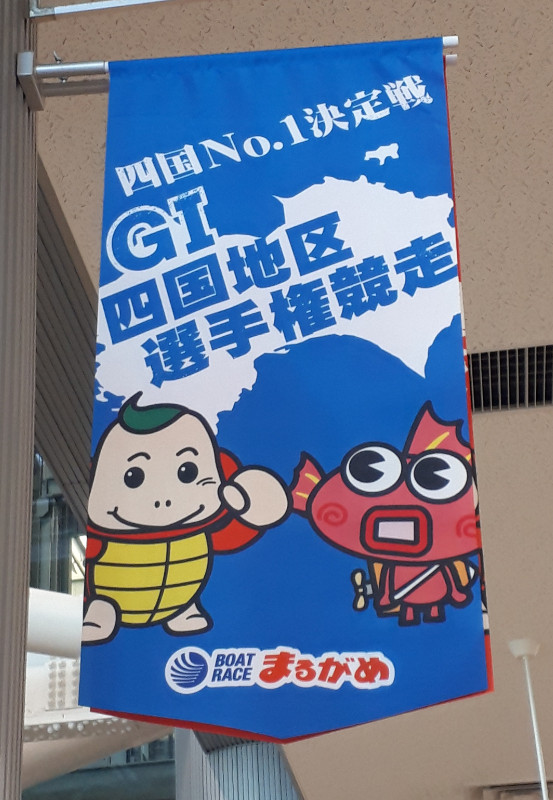 四国No.1決定戦
GI
四国地区
選手権競走
BOAT
RACE
まるがめ